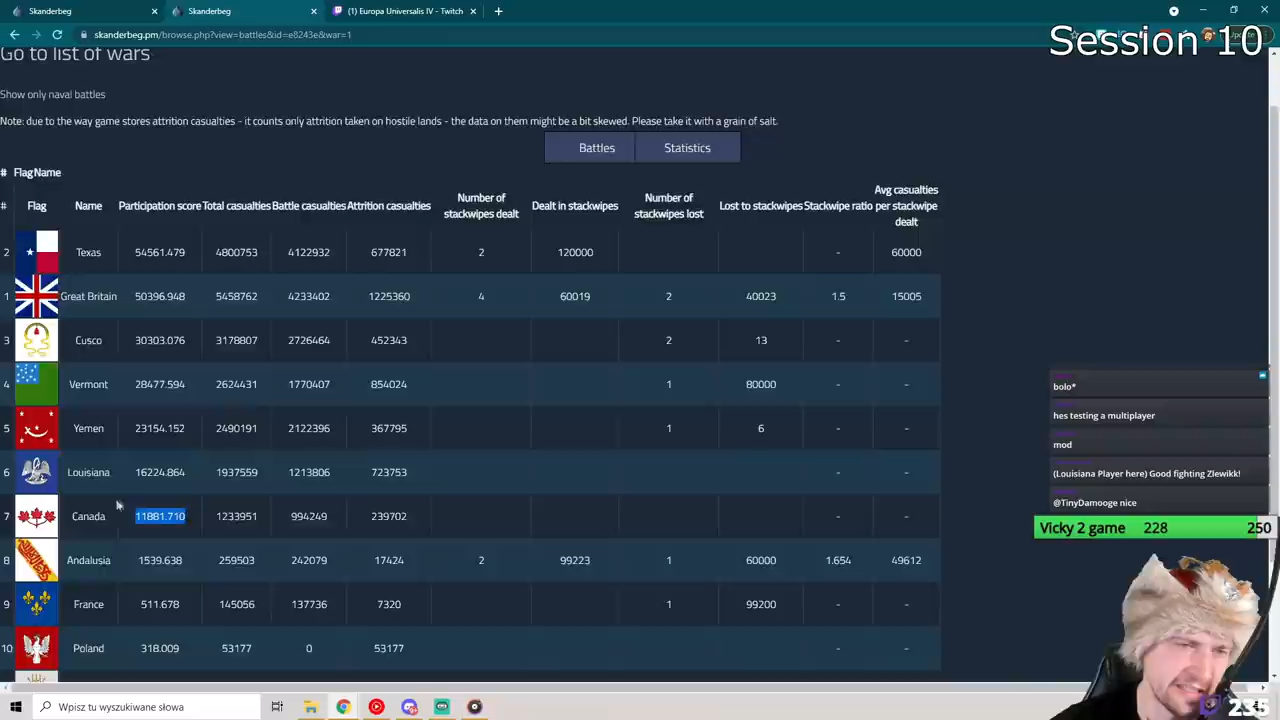 Skanderbeg
Skanderbeg
(1) Europa Universalis IV - Twitch
skanderbeg.pm/browse.php?view=battles&id=e8243e&war=1
Session 10
Go to list of wars
Show only naval battles
Note: due to the way game stores attrition casualties - it counts only attrition taken on hostile lands - the data on them might be a bit skewed. Please take it with a grain of salt.
Battles Statistics
# FlagName
# Flag Name Participation score Total casualties Battle casualties Attrition casualties Number of stackwipes dealt Dealt in stackwipes Number of stackwipes lost Lost to stackwipes Stackwipe ratio Avg casualties per stackwipe dealt
2 Texas 54561.479 4800753 4122932 677821 2 120000 - 60000
1 Great Britain 50396.948 5458762 4233402 1225360 4 60019 2 40023 1.5 15005
3 Cusco 30303.076 3178807 2726464 452343 2 13 - -
4 Vermont 28477.594 2624431 1770407 854024 1 80000 - -
5 Yemen 23154.152 2490191 2122396 367795 1 6 - -
6 Louisiana 16224.864 1937559 1213806 723753 - -
7 Canada 11881.710 1233951 994249 239702 - -
8 Andalusia 1539.638 259503 242079 17424 2 99223 1 60000 1.654 49612
9 France 511.678 145056 137736 7320 1 99200 - -
10 Poland 318.009 53177 0 53177 - -
bolo*
hes testing a multiplayer
mod
(Louisiana Player here) Good fighting Zlewikk!
@TinyDamooge nice
Vicky 2 game 228 250
Wpisz tu wyszukiwane słowa
235